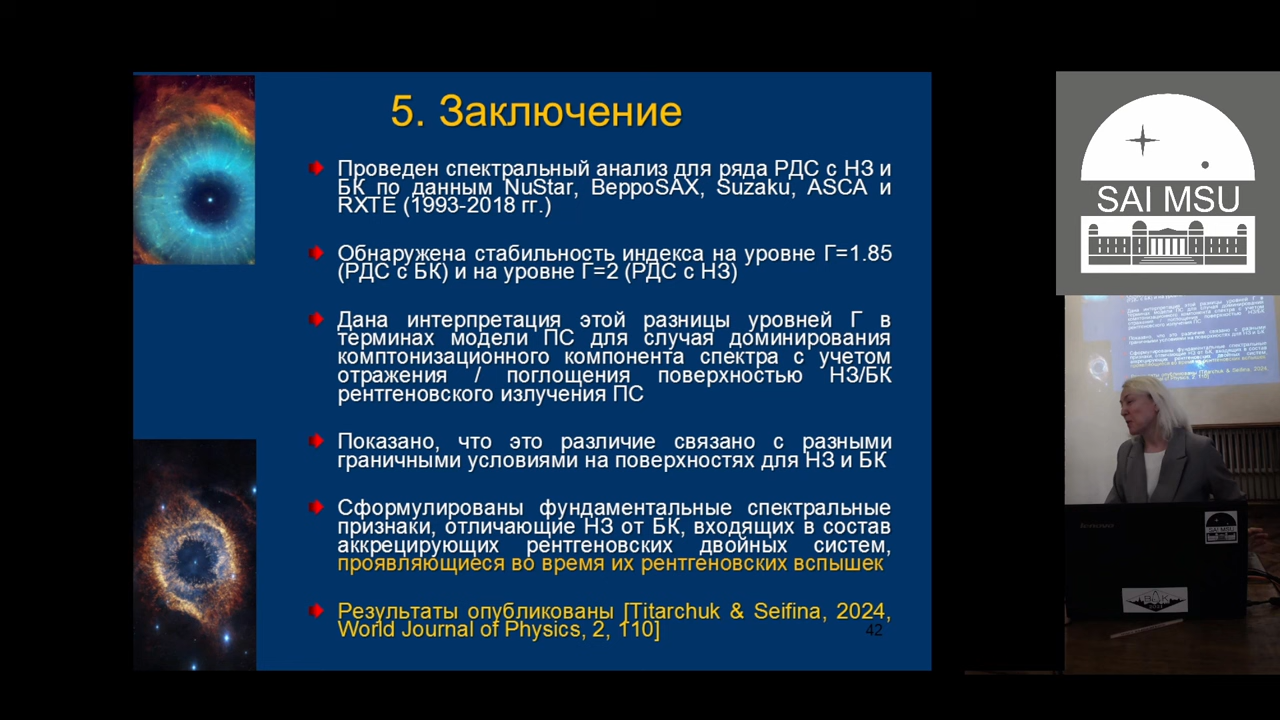 5. Заключение
Проведен спектральный анализ для ряда РДС с НЗ и
БК по данным NuStar, BeppoSAX, Suzaku, ASCA и
RXTE (1993-2018 гг.)
Обнаружена стабильность индекса на уровне Г=1.85
(РДС с БК) и на уровне Г=2 (РДС с НЗ)
Дана интерпретация этой разницы уровней Г в
терминах модели ПС для случая доминирования
комптонизационного компонента спектра с учетом
отражения / поглощения поверхностью НЗ/БК
рентгеновского излучения ПС
Показано, что это различие связано с разными
граничными условиями на поверхностях для НЗ и БК
Сформулированы фундаментальные спектральные
признаки, отличающие НЗ от БК, входящих в состав
аккрецирующих рентгеновских двойных систем,
проявляющиеся во время их рентгеновских вспышек
Результаты опубликованы [Titarchuk & Seifina, 2024,
World Journal of Physics, 2, 110]
42
SAI MSU
SAI MSU